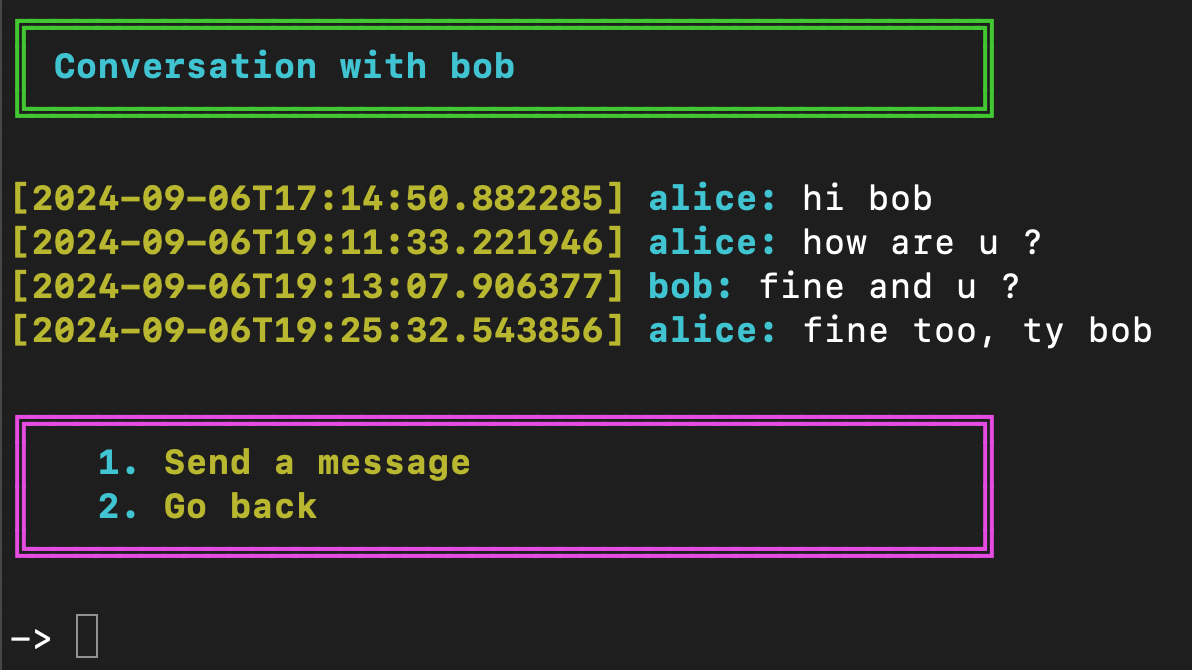 Conversation with bob
[2024-09-06T17:14:50.882285] alice: hi bob
[2024-09-06T19:11:33.221946] alice: how are u ?
[2024-09-06T19:13:07.906377] bob: fine and u ?
[2024-09-06T19:25:32.543856] alice: fine too, ty bob
1. Send a message
2. Go back
->